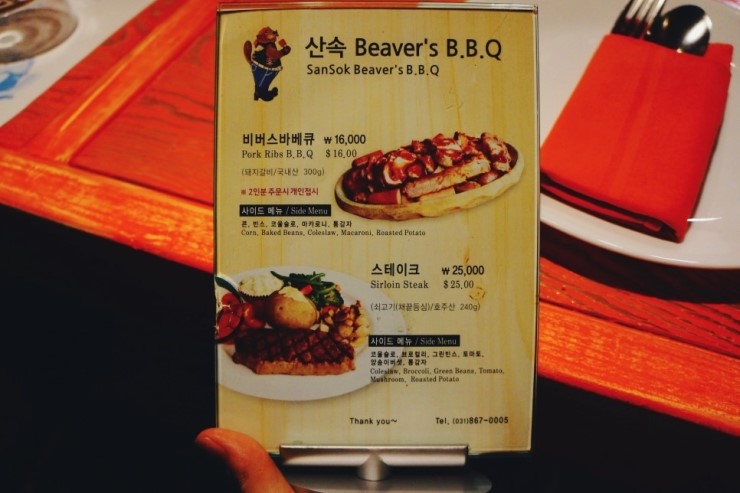 산속 Beaver's B.B.Q
SanSok Beaver's B.B.Q
비버스바베큐 ₩ 16,000
Pork Ribs B.B.Q $ 16,00
(돼지갈비/국내산 300g)
※ 2인분 주문시 개인접시
사이드 메뉴 / Side Menu
콘, 빈스, 코울슬로, 마카로니, 통감자
Corn, Baked Beans, Coleslaw, Macaroni, Roasted Potato
스테이크 ₩ 25,000
Sirloin Steak $ 25,00
(쇠고기(채끝등심)/호주산 240g)
사이드 메뉴 / Side Menu
코울슬로, 브로컬리, 그린빈스, 토마토,
양송이버섯, 통감자
Coleslaw, Broccoli, Green Beans, Tomato,
Mushroom, Roasted Potato
Thank you~ Tel, (031)867-0005